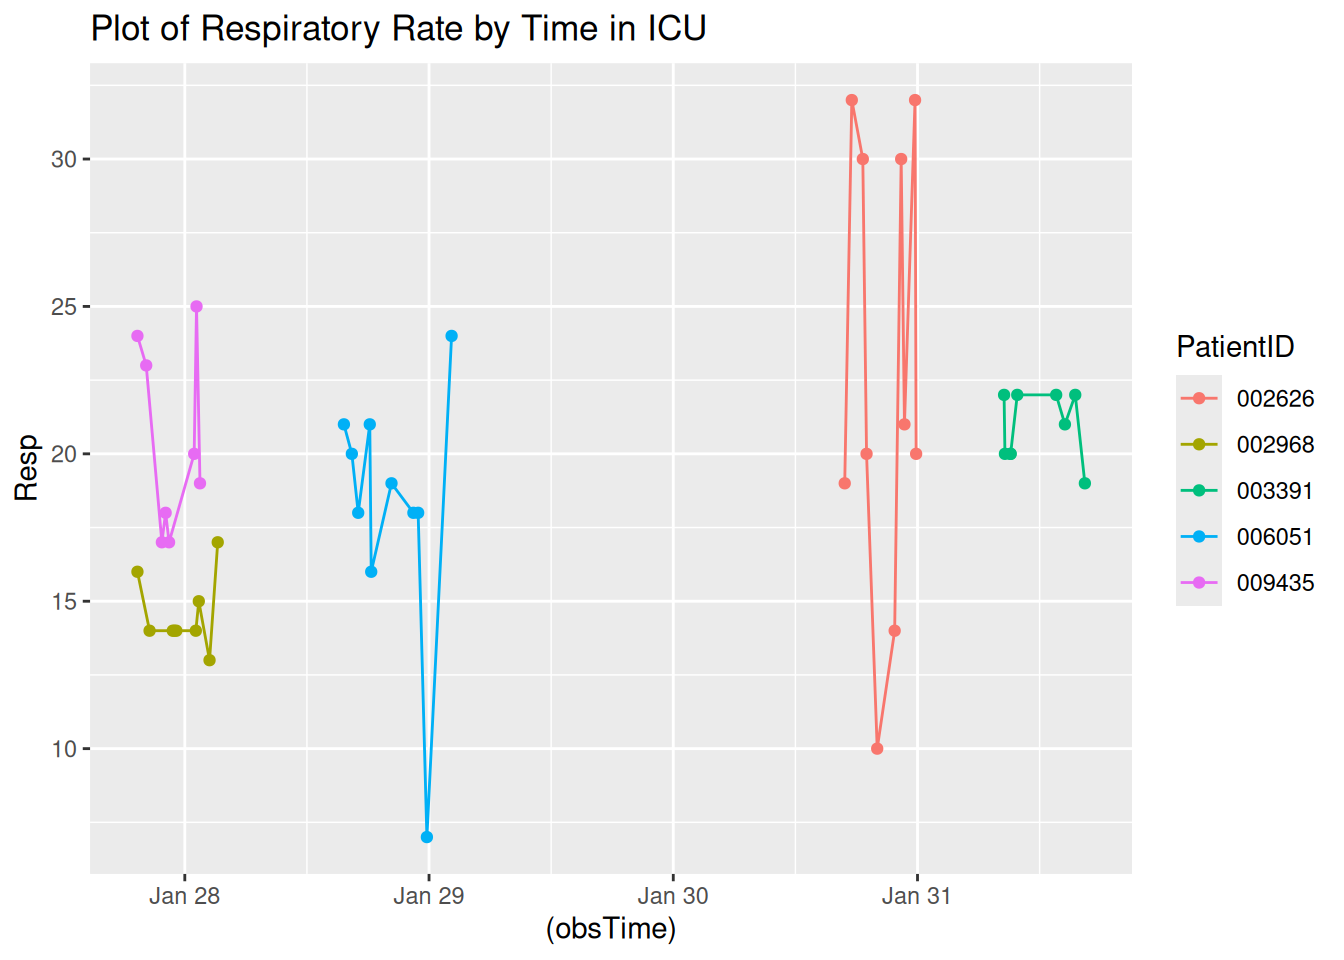 Plot of Respiratory Rate by Time in ICU
Resp
30
25
20
15
10
Jan 28 Jan 29 Jan 30 Jan 31
(obsTime)
PatientID
002626
002968
003391
006051
009435